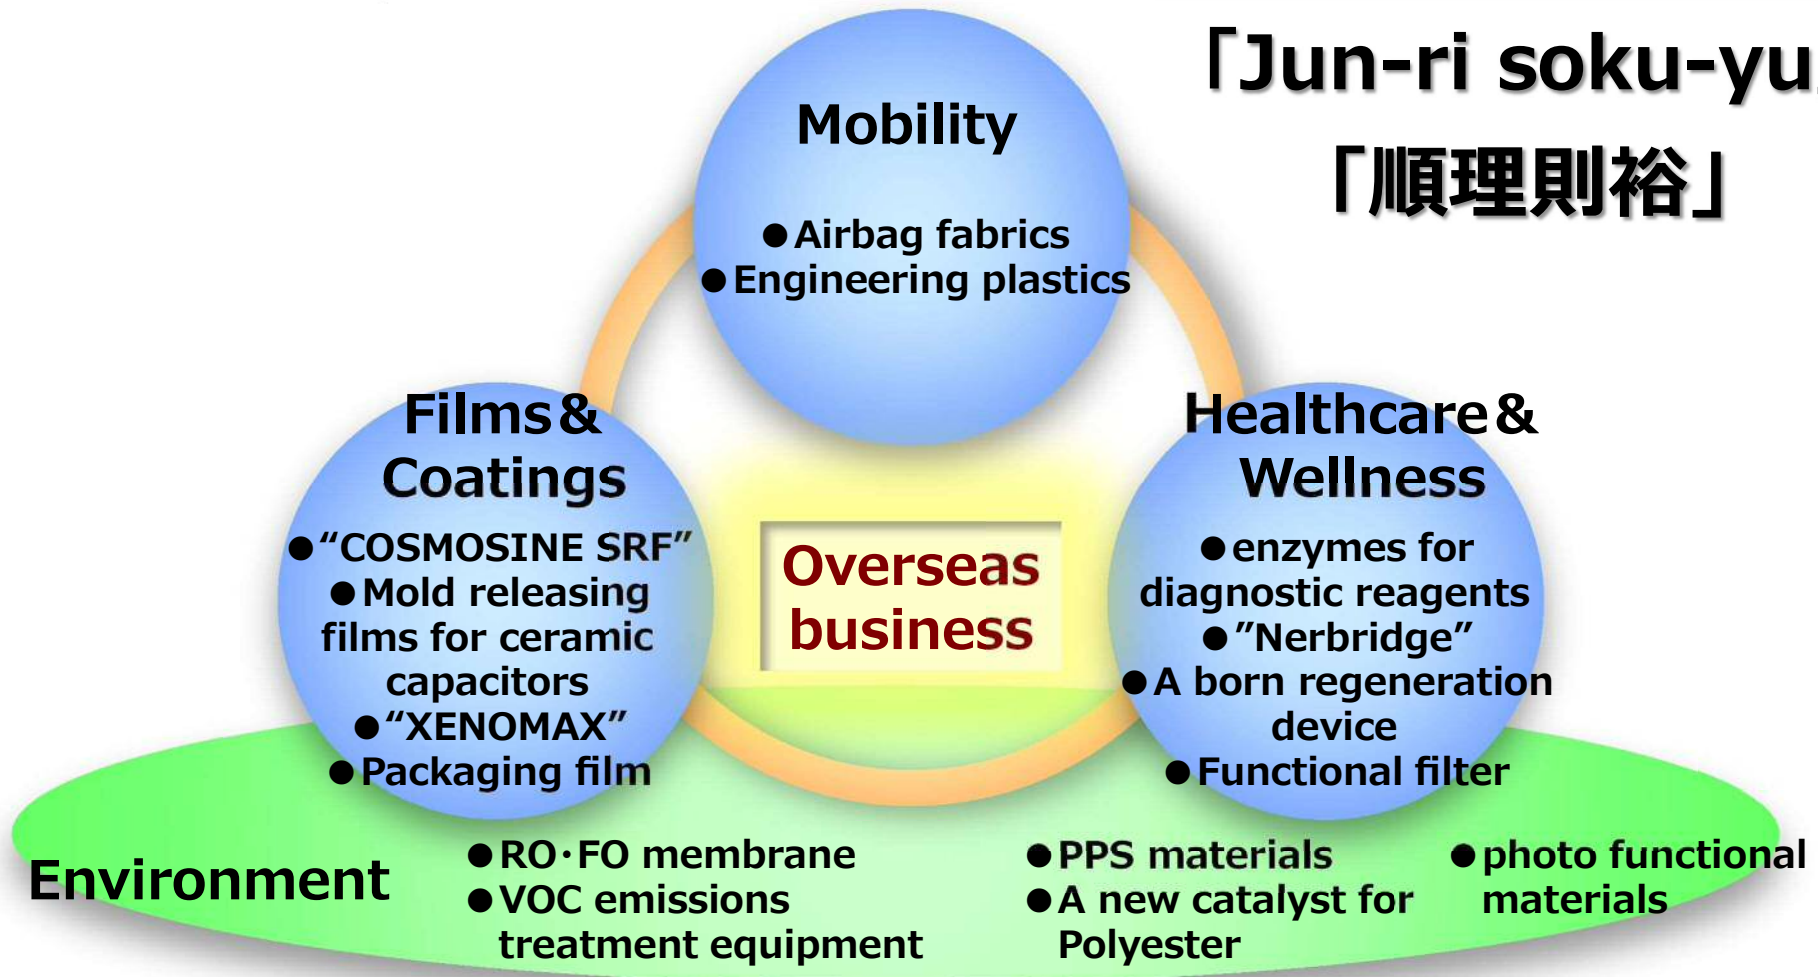 「Jun-ri soku-yu」
「順理則裕」
Mobility
●Airbag fabrics
●Engineering plastics
Films&
Coatings
●“COSMOSINE SRF”
●Mold releasing
films for ceramic
capacitors
●“XENOMAX”
●Packaging film
Overseas
business
Healthcare&
Wellness
●enzymes for
diagnostic reagents
●”Nerbridge”
●A born regeneration
device
●Functional filter
Environment
●RO･FO membrane
●VOC emissions
treatment equipment
●PPS materials
●A new catalyst for
Polyester
●photo functional
materials